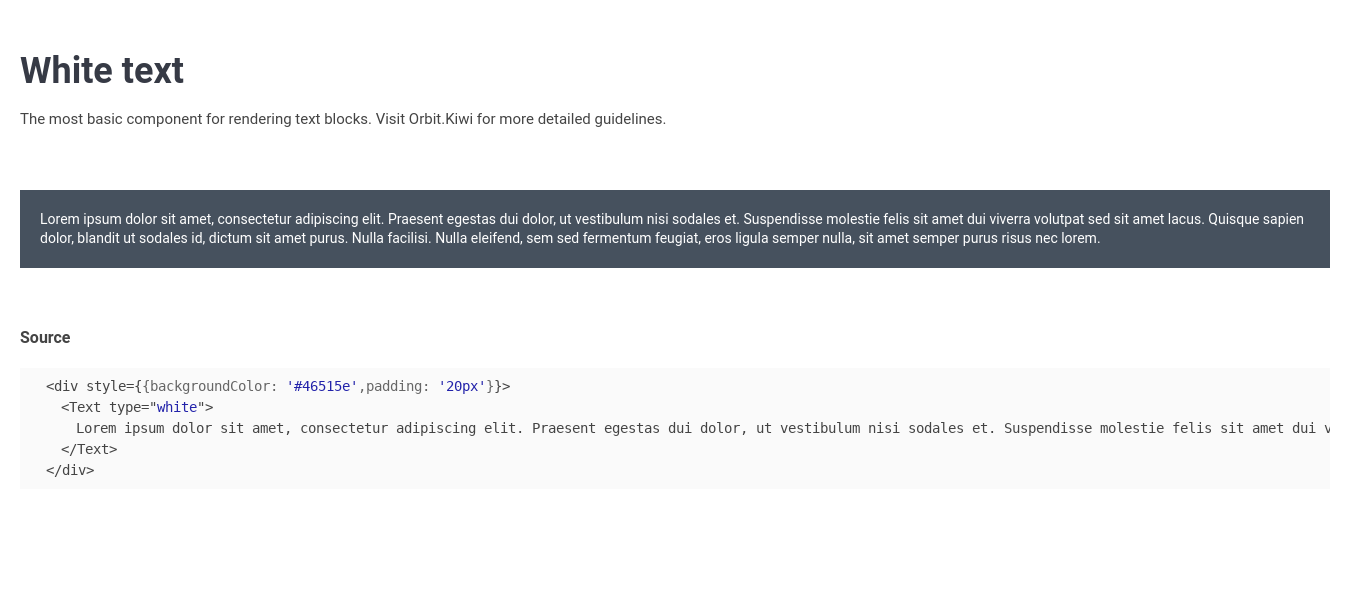 White text
The most basic component for rendering text blocks. Visit Orbit.Kiwi for more detailed guidelines.
Lorem ipsum dolor sit amet, consectetur adipiscing elit. Praesent egestas dui dolor, ut vestibulum nisi sodales et. Suspendisse molestie felis sit amet dui viverra volutpat sed sit amet lacus. Quisque sapien
dolor, blandit ut sodales id, dictum sit amet purus. Nulla facilisi. Nulla eleifend, sem sed fermentum feugiat, eros ligula semper nulla, sit amet semper purus risus nec lorem.
Source
<div style={{backgroundColor: '#46515e',padding: '20px'}}>
<Text type="white">
Lorem ipsum dolor sit amet, consectetur adipiscing elit. Praesent egestas dui dolor, ut vestibulum nisi sodales et. Suspendisse molestie felis sit amet dui v
</Text>
</div>